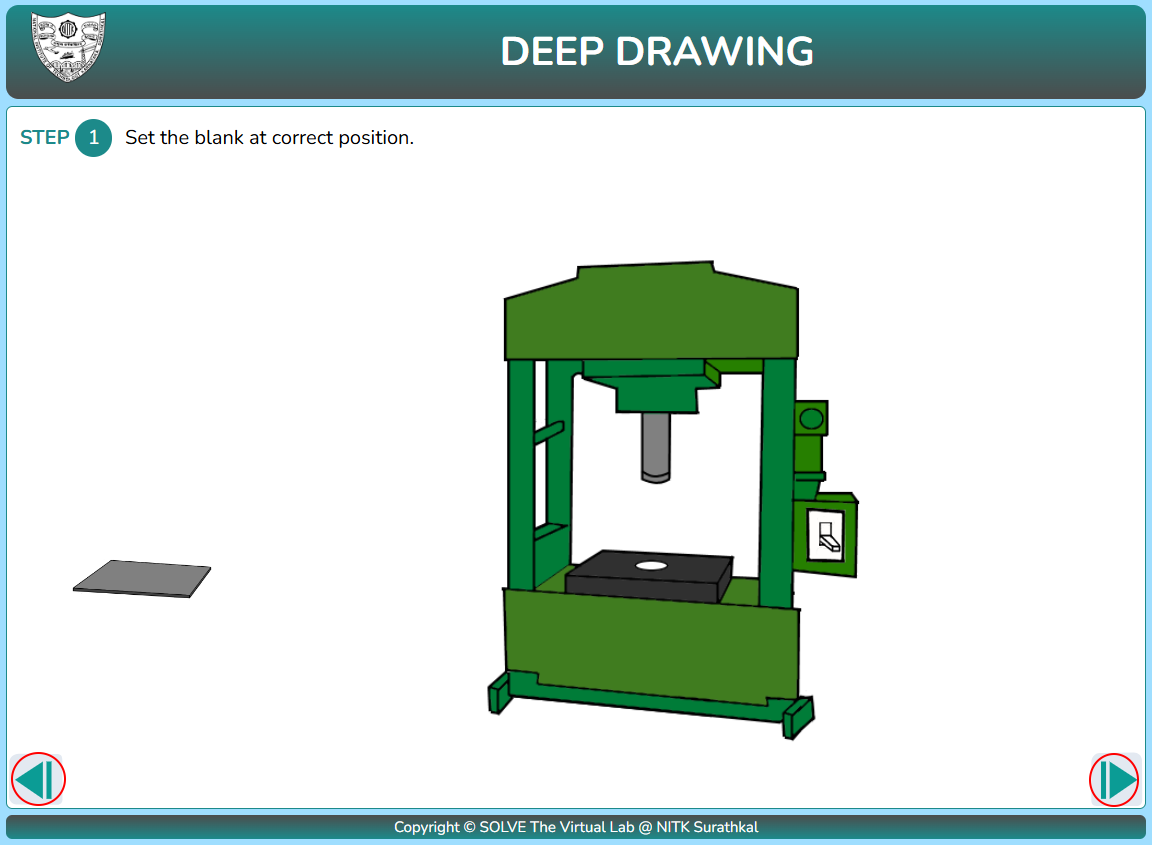 DEEP DRAWING
STEP 1 Set the blank at correct position.
Copyright © SOLVE The Virtual Lab @ NITK Surathkal